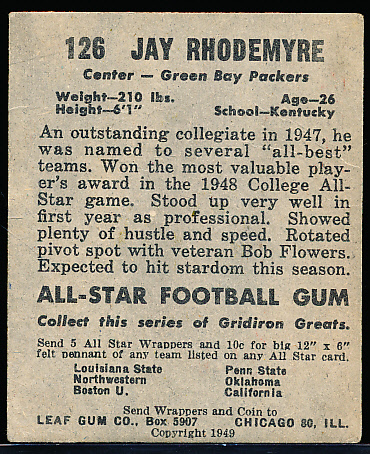 126 JAY RHODEMYRE
Center — Green Bay Packers
Weight—210 lbs. Age—26
Height—6'1" School—Kentucky
An outstanding collegiate in 1947, he
was named to several "all-best"
teams. Won the most valuable play-
er's award in the 1948 College All-
Star game. Stood up very well in
first year as professional. Showed
plenty of hustle and speed. Rotated
pivot spot with veteran Bob Flowers.
Expected to hit stardom this season.
ALL-STAR FOOTBALL GUM
Collect this series of Gridiron Greats.
Send 5 All Star Wrappers and 10c for big 12" x 6"
felt pennant of any team listed on any All Star card.
Louisiana State Penn State
Northwestern Oklahoma
Boston U. California
Send Wrappers and Coin to
LEAF GUM CO., Box 5907 CHICAGO 80, ILL.
Copyright 1949